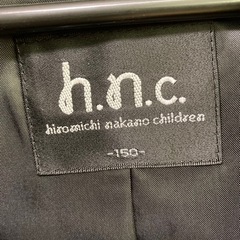 h.n.c.
hiromichi nakano children
-150-